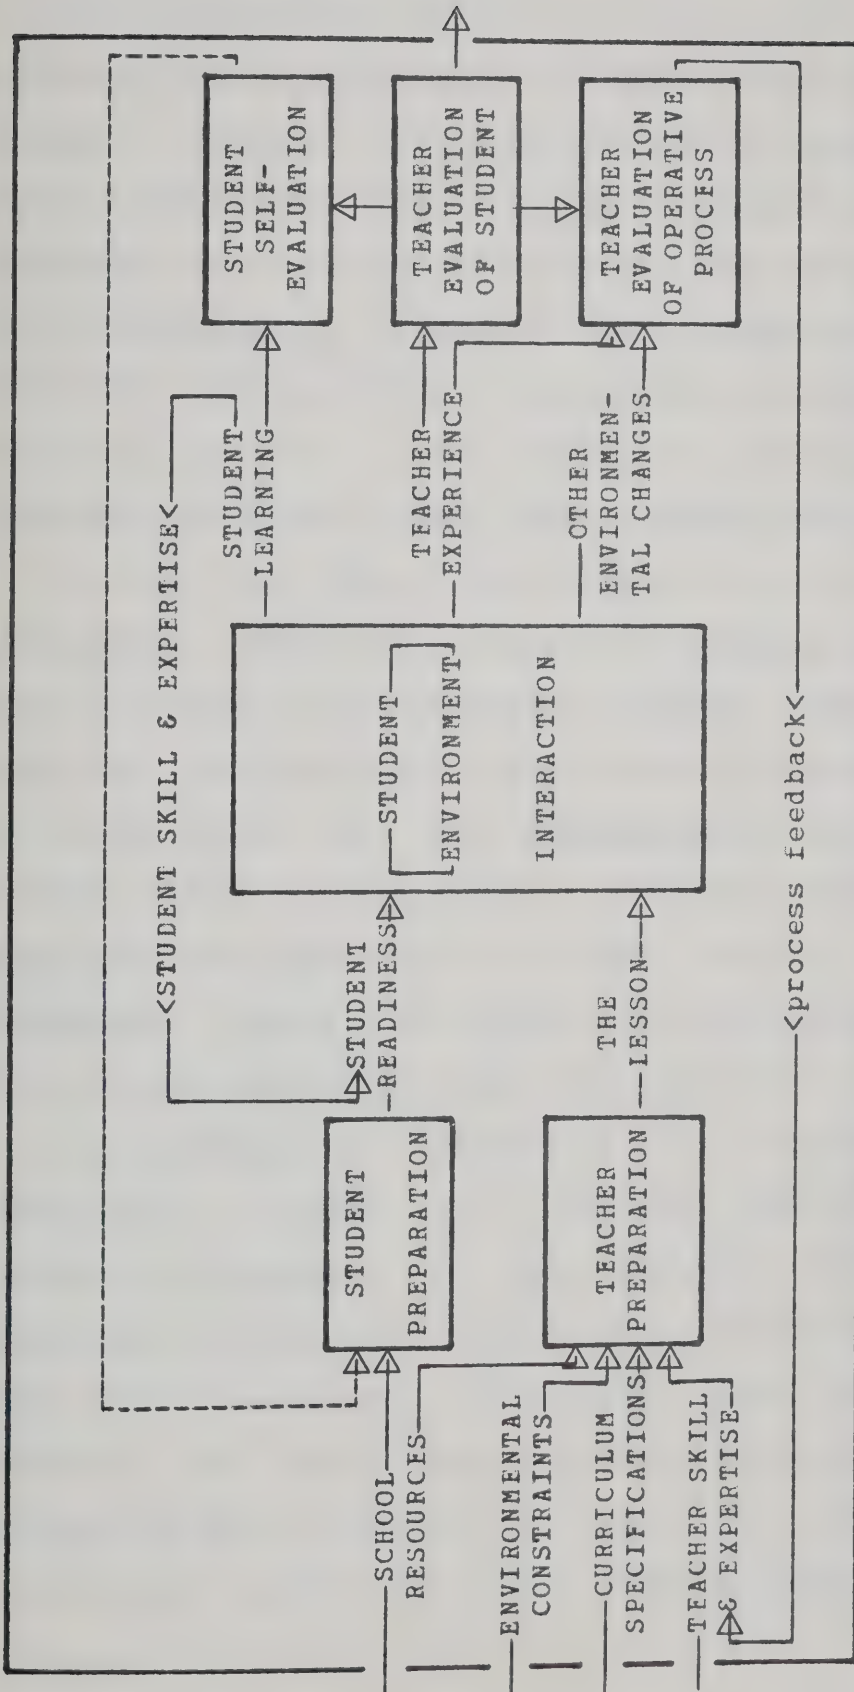 SCHOOL
RESOURCES
ENVIRONMENTAL
CONSTRAINTS
CURRICULUM
SPECIFICATIONS
TEACHER SKILL
& EXPERTISE
STUDENT
PREPARATION
TEACHER
PREPARATION
<STUDENT SKILL & EXPERTISE<
STUDENT
READINESS
THE
LESSON
STUDENT
ENVIRONMENT
INTERACTION
<process feedback<
STUDENT
LEARNING
TEACHER
EXPERIENCE
OTHER
ENVIRONMEN-
TAL CHANGES
STUDENT
SELF-
EVALUATION
TEACHER
EVALUATION
OF STUDENT
TEACHER
EVALUATION
OF OPERATIVE
PROCESS